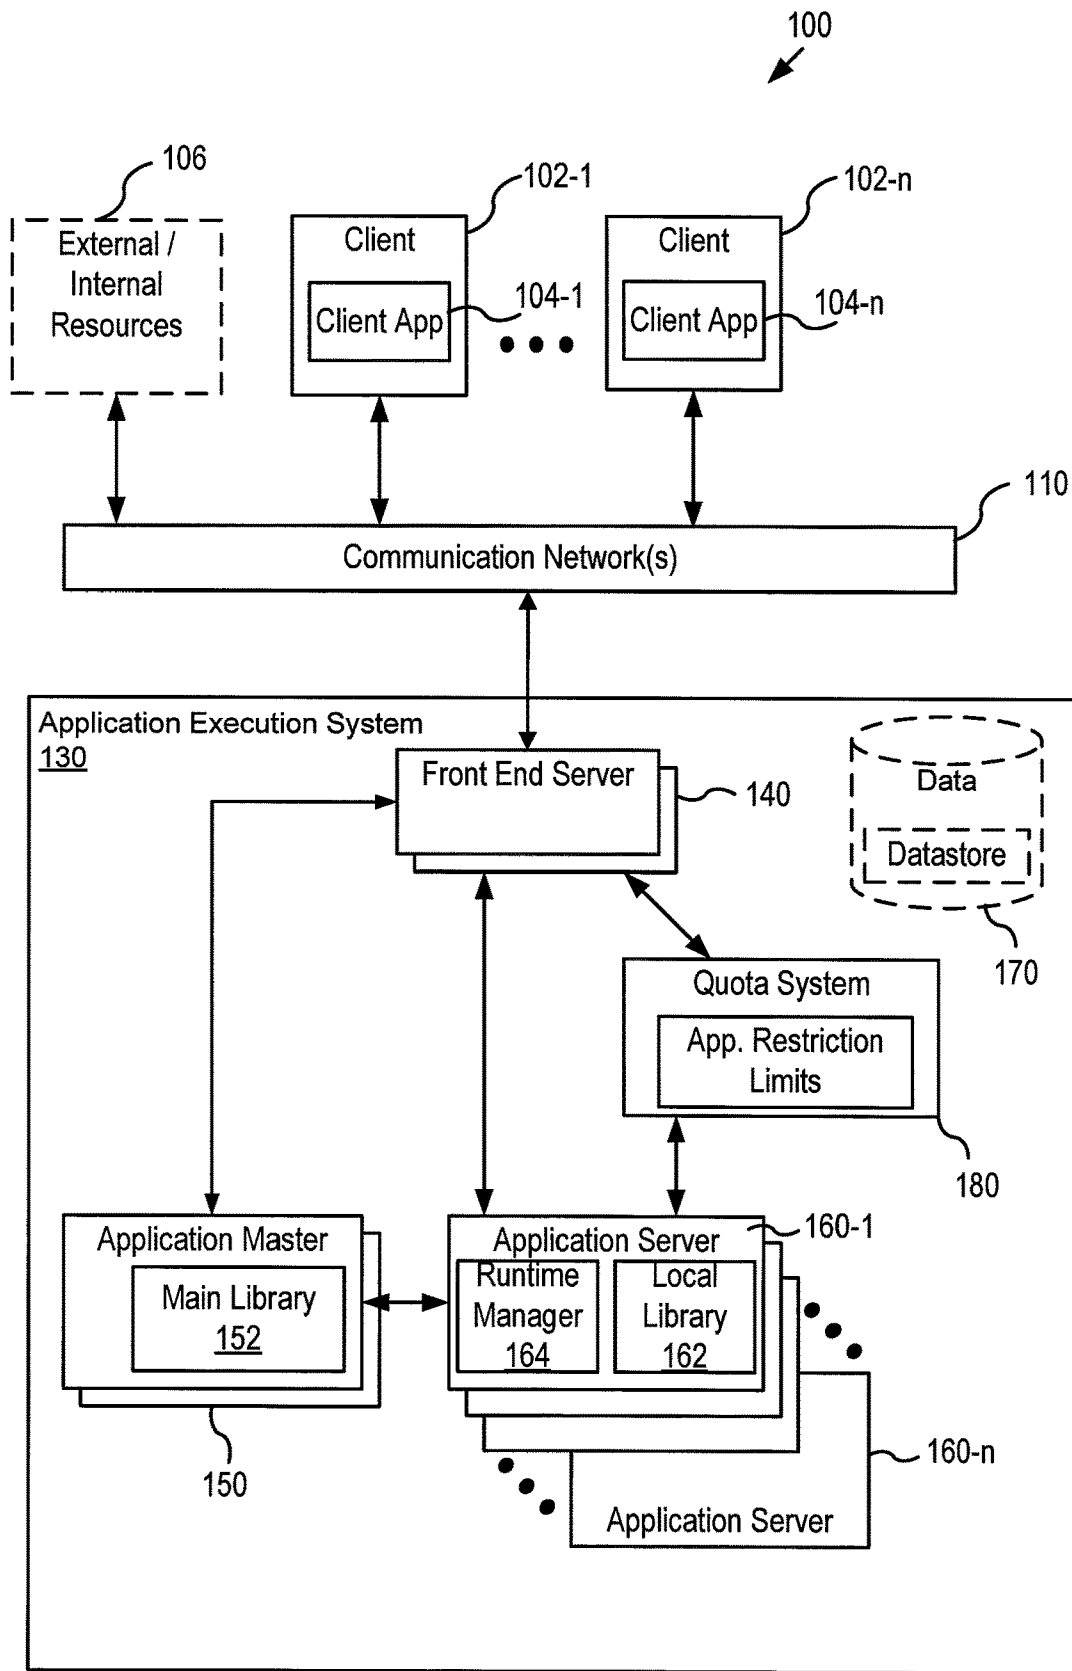 100
106
102-1
102-n
External /
Internal
Resources
Client
Client App
104-1
Client
Client App
104-n
110
Communication Network(s)
Application Execution System
130
Front End Server
140
Data
Datastore
170
Quota System
App. Restriction
Limits
180
Application Master
Main Library
152
150
Application Server
160-1
Runtime
Manager
164
Local
Library
162
160-n
Application Server